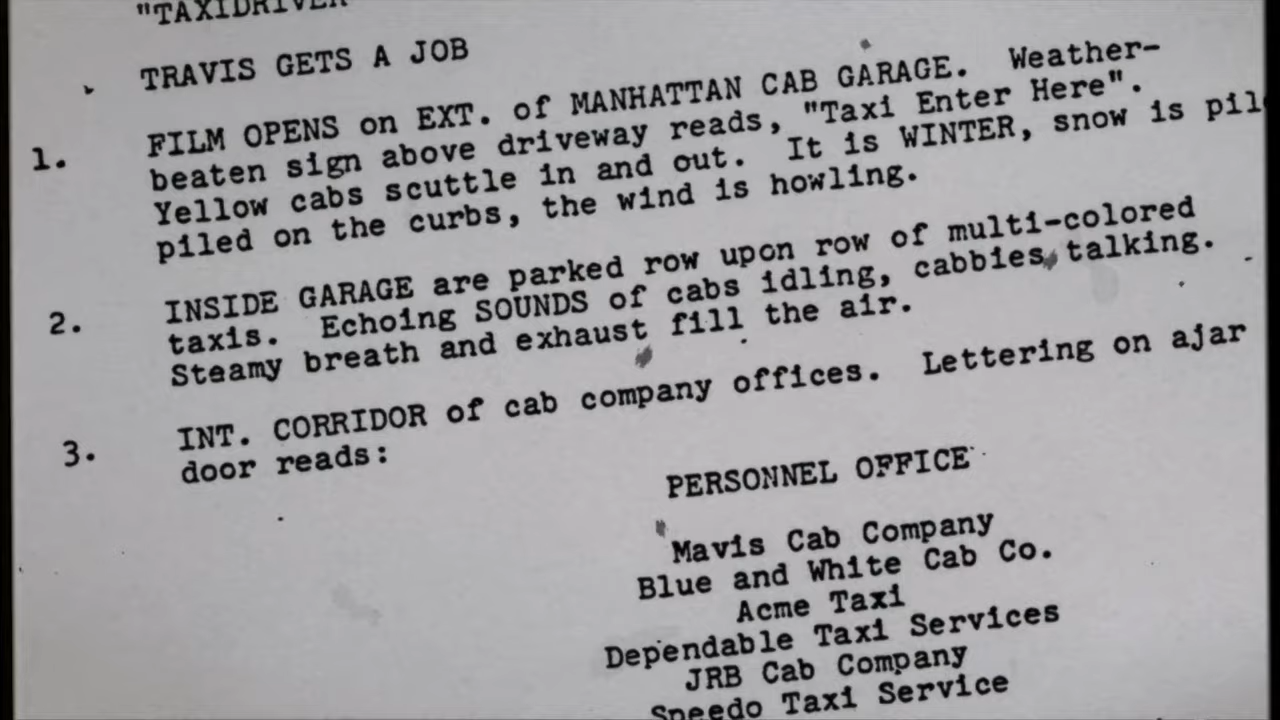 "TAXIDRIVER
TRAVIS GETS A JOB
1. FILM OPENS on EXT. of MANHATTAN CAB GARAGE. Weather-
beaten sign above driveway reads, "Taxi Enter Here".
Yellow cabs scuttle in and out. It is WINTER, snow is pil
piled on the curbs, the wind is howling.
2. INSIDE GARAGE are parked row upon row of multi-colored
taxis. Echoing SOUNDS of cabs idling, cabbies talking.
Steamy breath and exhaust fill the air.
3. INT. CORRIDOR of cab company offices. Lettering on ajar
door reads:
PERSONNEL OFFICE
Mavis Cab Company
Blue and White Cab Co.
Acme Taxi
Dependable Taxi Services
JRB Cab Company
Speedo Taxi Service